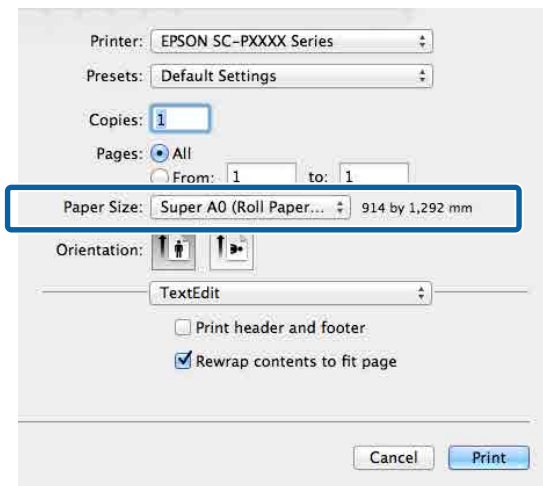 Printer: EPSON SC-PXXXX Series
Presets: Default Settings
Copies: 1
Pages: All
From: 1 to: 1
Paper Size: Super A0 (Roll Paper... 914 by 1,292 mm
Orientation:
TextEdit
Print header and footer
Rewrap contents to fit page
Cancel Print